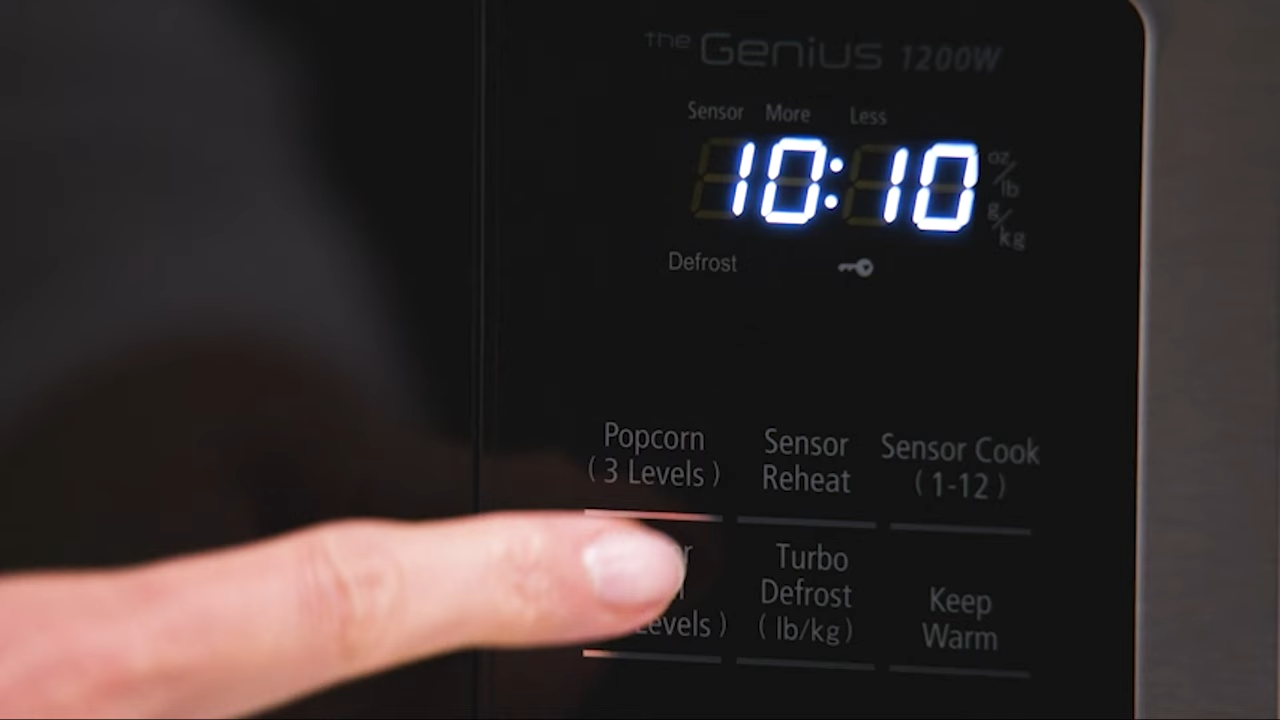 the Genius 1200W
Sensor More Less
10:10
oz/lb
g/kg
Defrost
Popcorn
(3 Levels)
Sensor
Reheat
Sensor Cook
(1-12)
Levels)
Turbo
Defrost
(lb/kg)
Keep
Warm